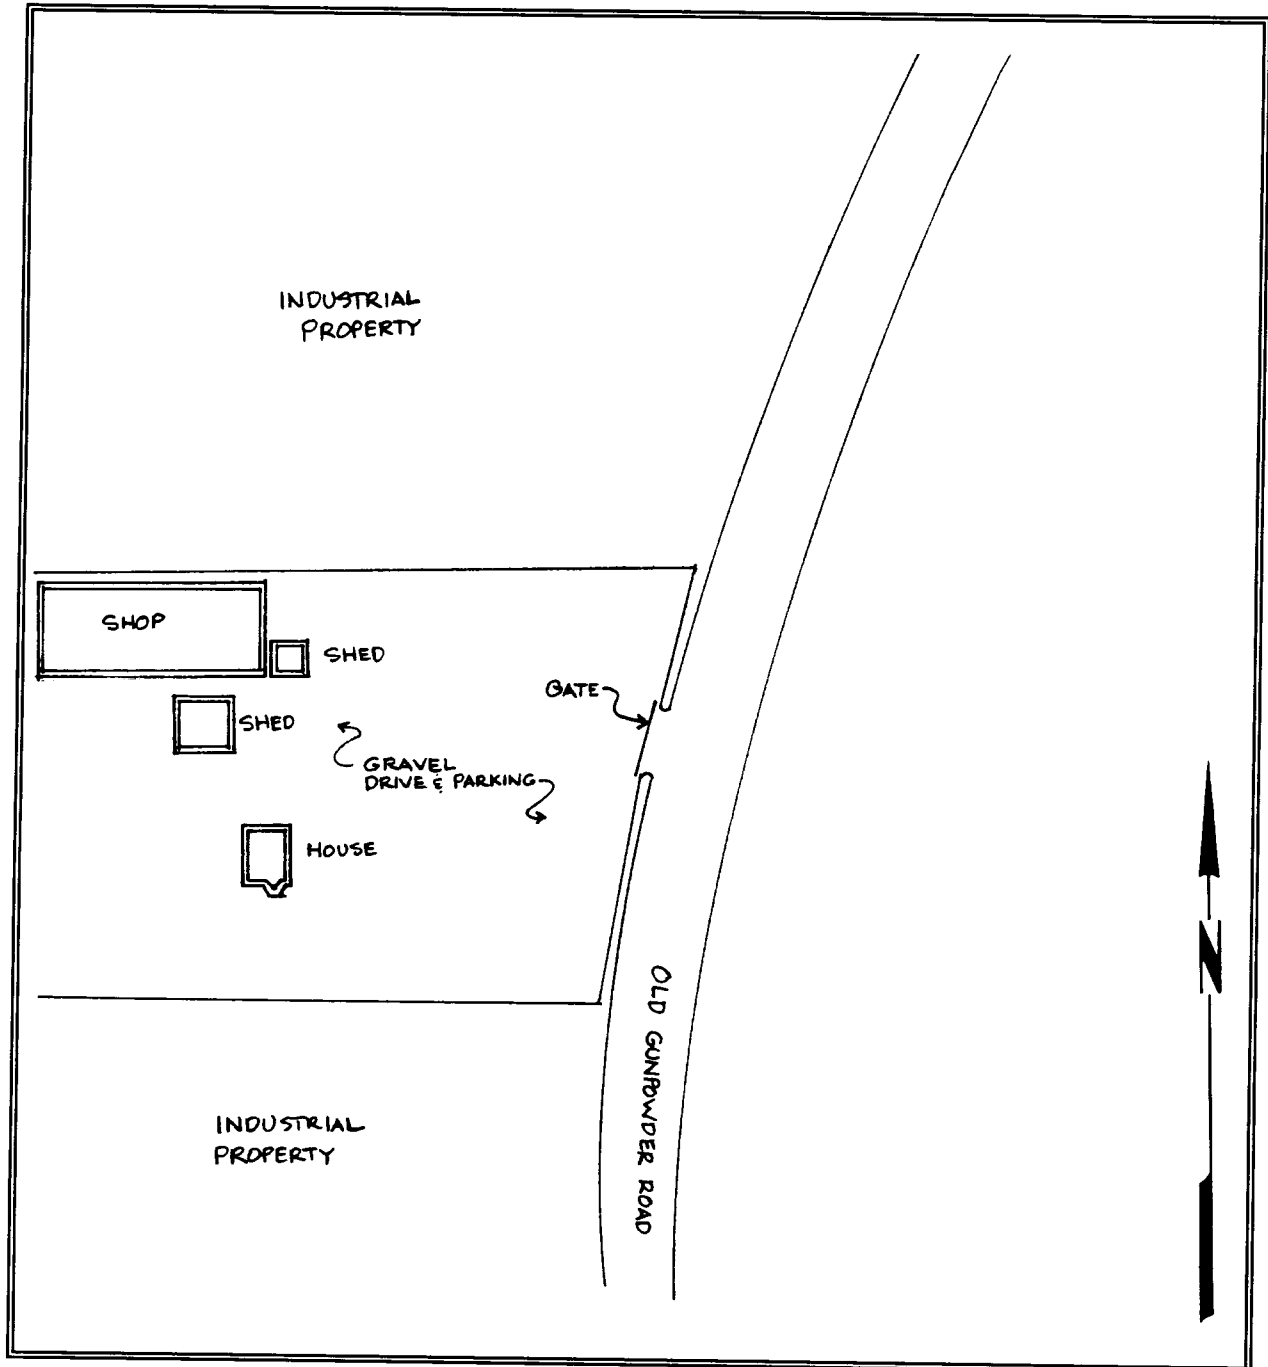 INDUSTRIAL
PROPERTY
SHOP
SHED
GATE
SHED
GRAVEL
DRIVE & PARKING
HOUSE
N
OLD GUNPOWDER ROAD
INDUSTRIAL
PROPERTY